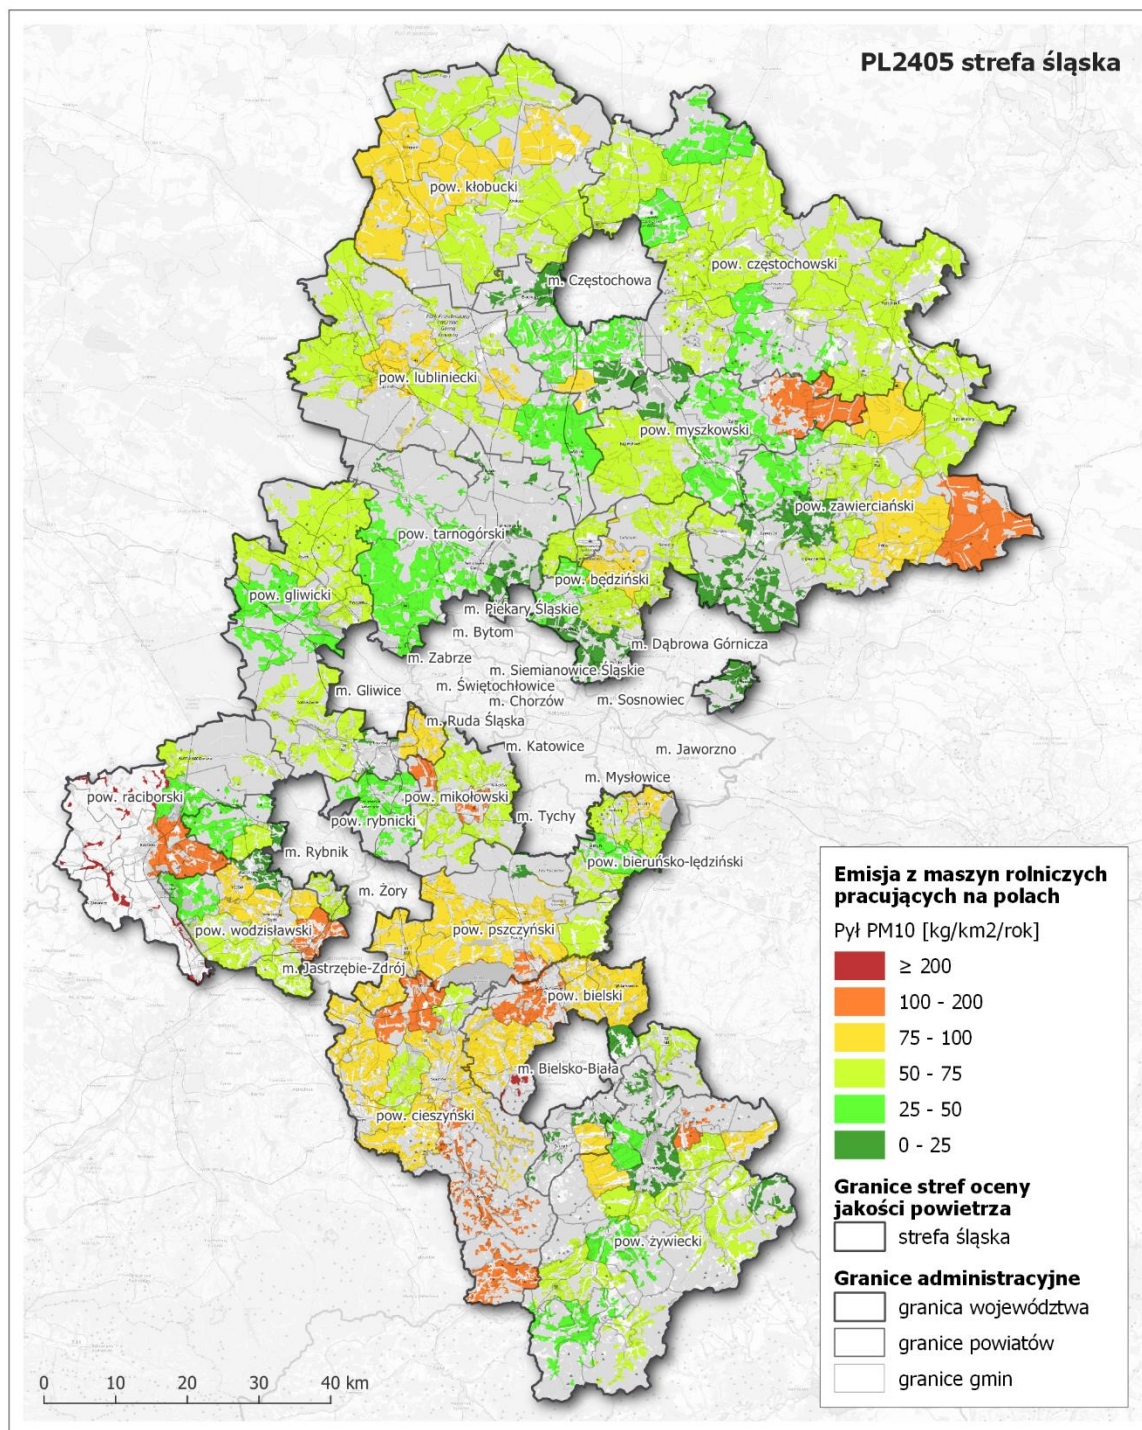 PL2405 strefa śląska
pow. kłobucki
pow. częstochowski
m. Częstochowa
pow. lubliniecki
pow. myszkowski
pow. zawierciański
pow. tarnogórski
pow. będziński
pow. gliwicki
m. Piekary Śląskie
m. Bytom
m. Dąbrowa Górnicza
m. Zabrze
m. Siemianowice Śląskie
m. Świętochłowice
m. Gliwice
m. Chorzów
m. Sosnowiec
m. Ruda Śląska
m. Katowice
m. Jaworzno
m. Mysłowice
pow. raciborski
pow. mikołowski
m. Tychy
pow. rybnicki
m. Rybnik
pow. bieruńsko-lędziński
m. Żory
pow. wodzisławski
pow. pszczyński
m. Jastrzębie-Zdrój
pow. bielski
m. Bielsko-Biała
pow. cieszyński
pow. żywiecki
Emisja z maszyn rolniczych
pracujących na polach
Pył PM10 [kg/km2/rok]
≥ 200
100 - 200
75 - 100
50 - 75
25 - 50
0 - 25
Granice stref oceny
jakości powietrza
strefa śląska
Granice administracyjne
granica województwa
granice powiatów
granice gmin
0 10 20 30 40 km